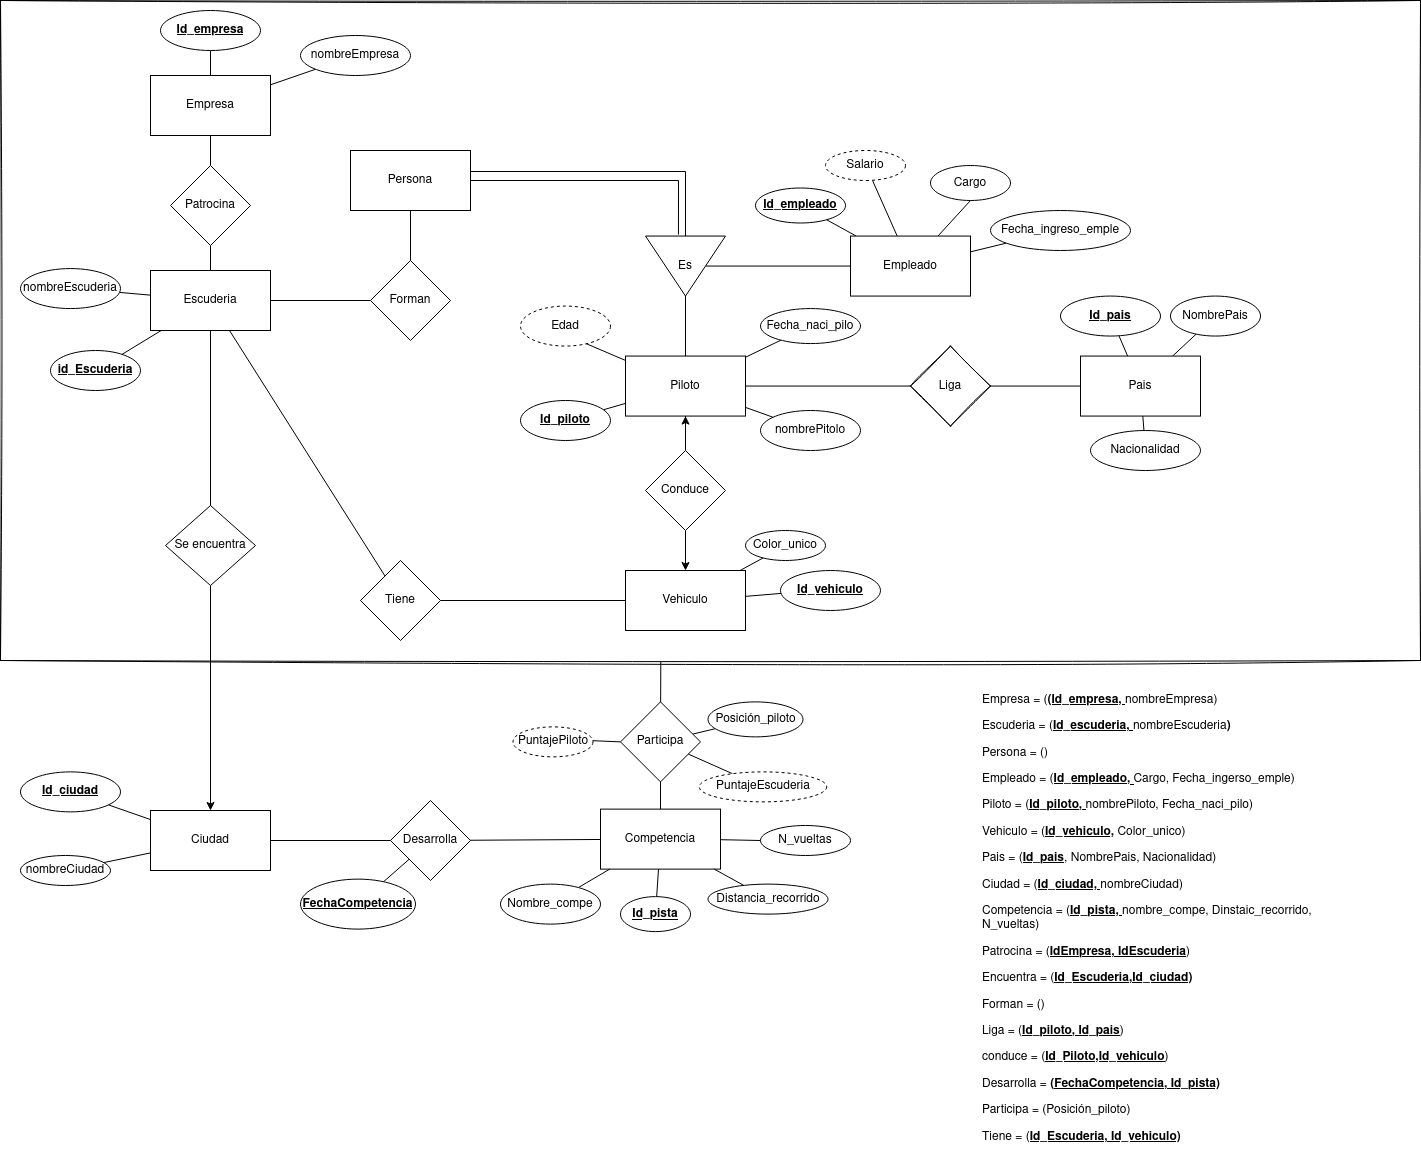 Id_empresa
nombreEmpresa
Empresa
Persona
Salario
Cargo
Patrocina
Id_empleado
Fecha_ingreso_emple
Es
Empleado
nombreEscuderia
Escuderia
Forman
Edad
Fecha_naci_pilo
Id_pais
NombrePais
id_Escuderia
Piloto
Liga
Pais
Id_piloto
nombrePitolo
Nacionalidad
Conduce
Se encuentra
Color_unico
Tiene
Vehiculo
Id_vehiculo
PuntajePiloto
Participa
Posición_piloto
PuntajeEscuderia
Id_ciudad
Ciudad
Desarrolla
Competencia
N_vueltas
nombreCiudad
FechaCompetencia
Nombre_compe
Id_pista
Distancia_recorrido
Empresa = ((Id_empresa, nombreEmpresa)
Escuderia = (Id_escuderia, nombreEscuderia)
Persona = ()
Empleado = (Id_empleado, Cargo, Fecha_ingerso_emple)
Piloto = (Id_piloto, nombrePiloto, Fecha_naci_pilo)
Vehiculo = (Id_vehiculo, Color_unico)
Pais = (Id_pais, NombrePais, Nacionalidad)
Ciudad = (Id_ciudad, nombreCiudad)
Competencia = (Id_pista, nombre_compe, Dinstaic_recorrido,
N_vueltas)
Patrocina = (IdEmpresa, IdEscuderia)
Encuentra = (Id_Escuderia,Id_ciudad)
Forman = ()
Liga = (Id_piloto, Id_pais)
conduce = (Id_Piloto,Id_vehiculo)
Desarrolla = (FechaCompetencia, Id_pista)
Participa = (Posición_piloto)
Tiene = (Id_Escuderia, Id_vehiculo)